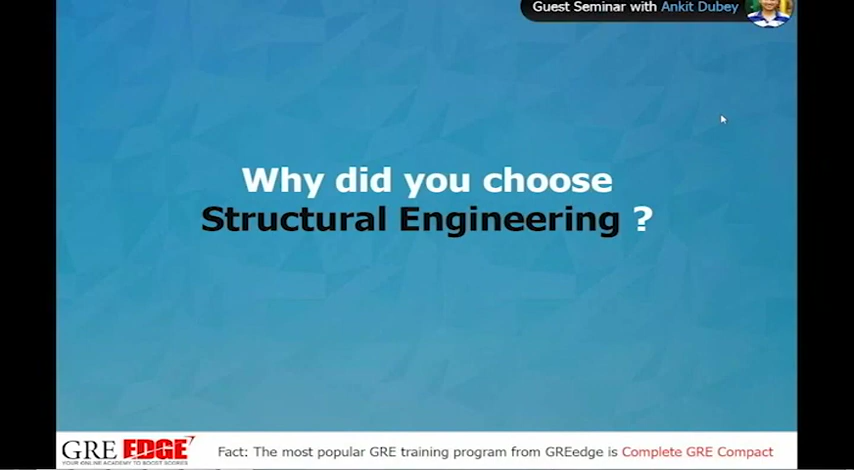 Guest Seminar with Ankit Dubey
Why did you choose
Structural Engineering ?
GRE EDGE
YOUR ONLINE ACADEMY TO BOOST SCORES
Fact: The most popular GRE training program from GREedge is Complete GRE Compact